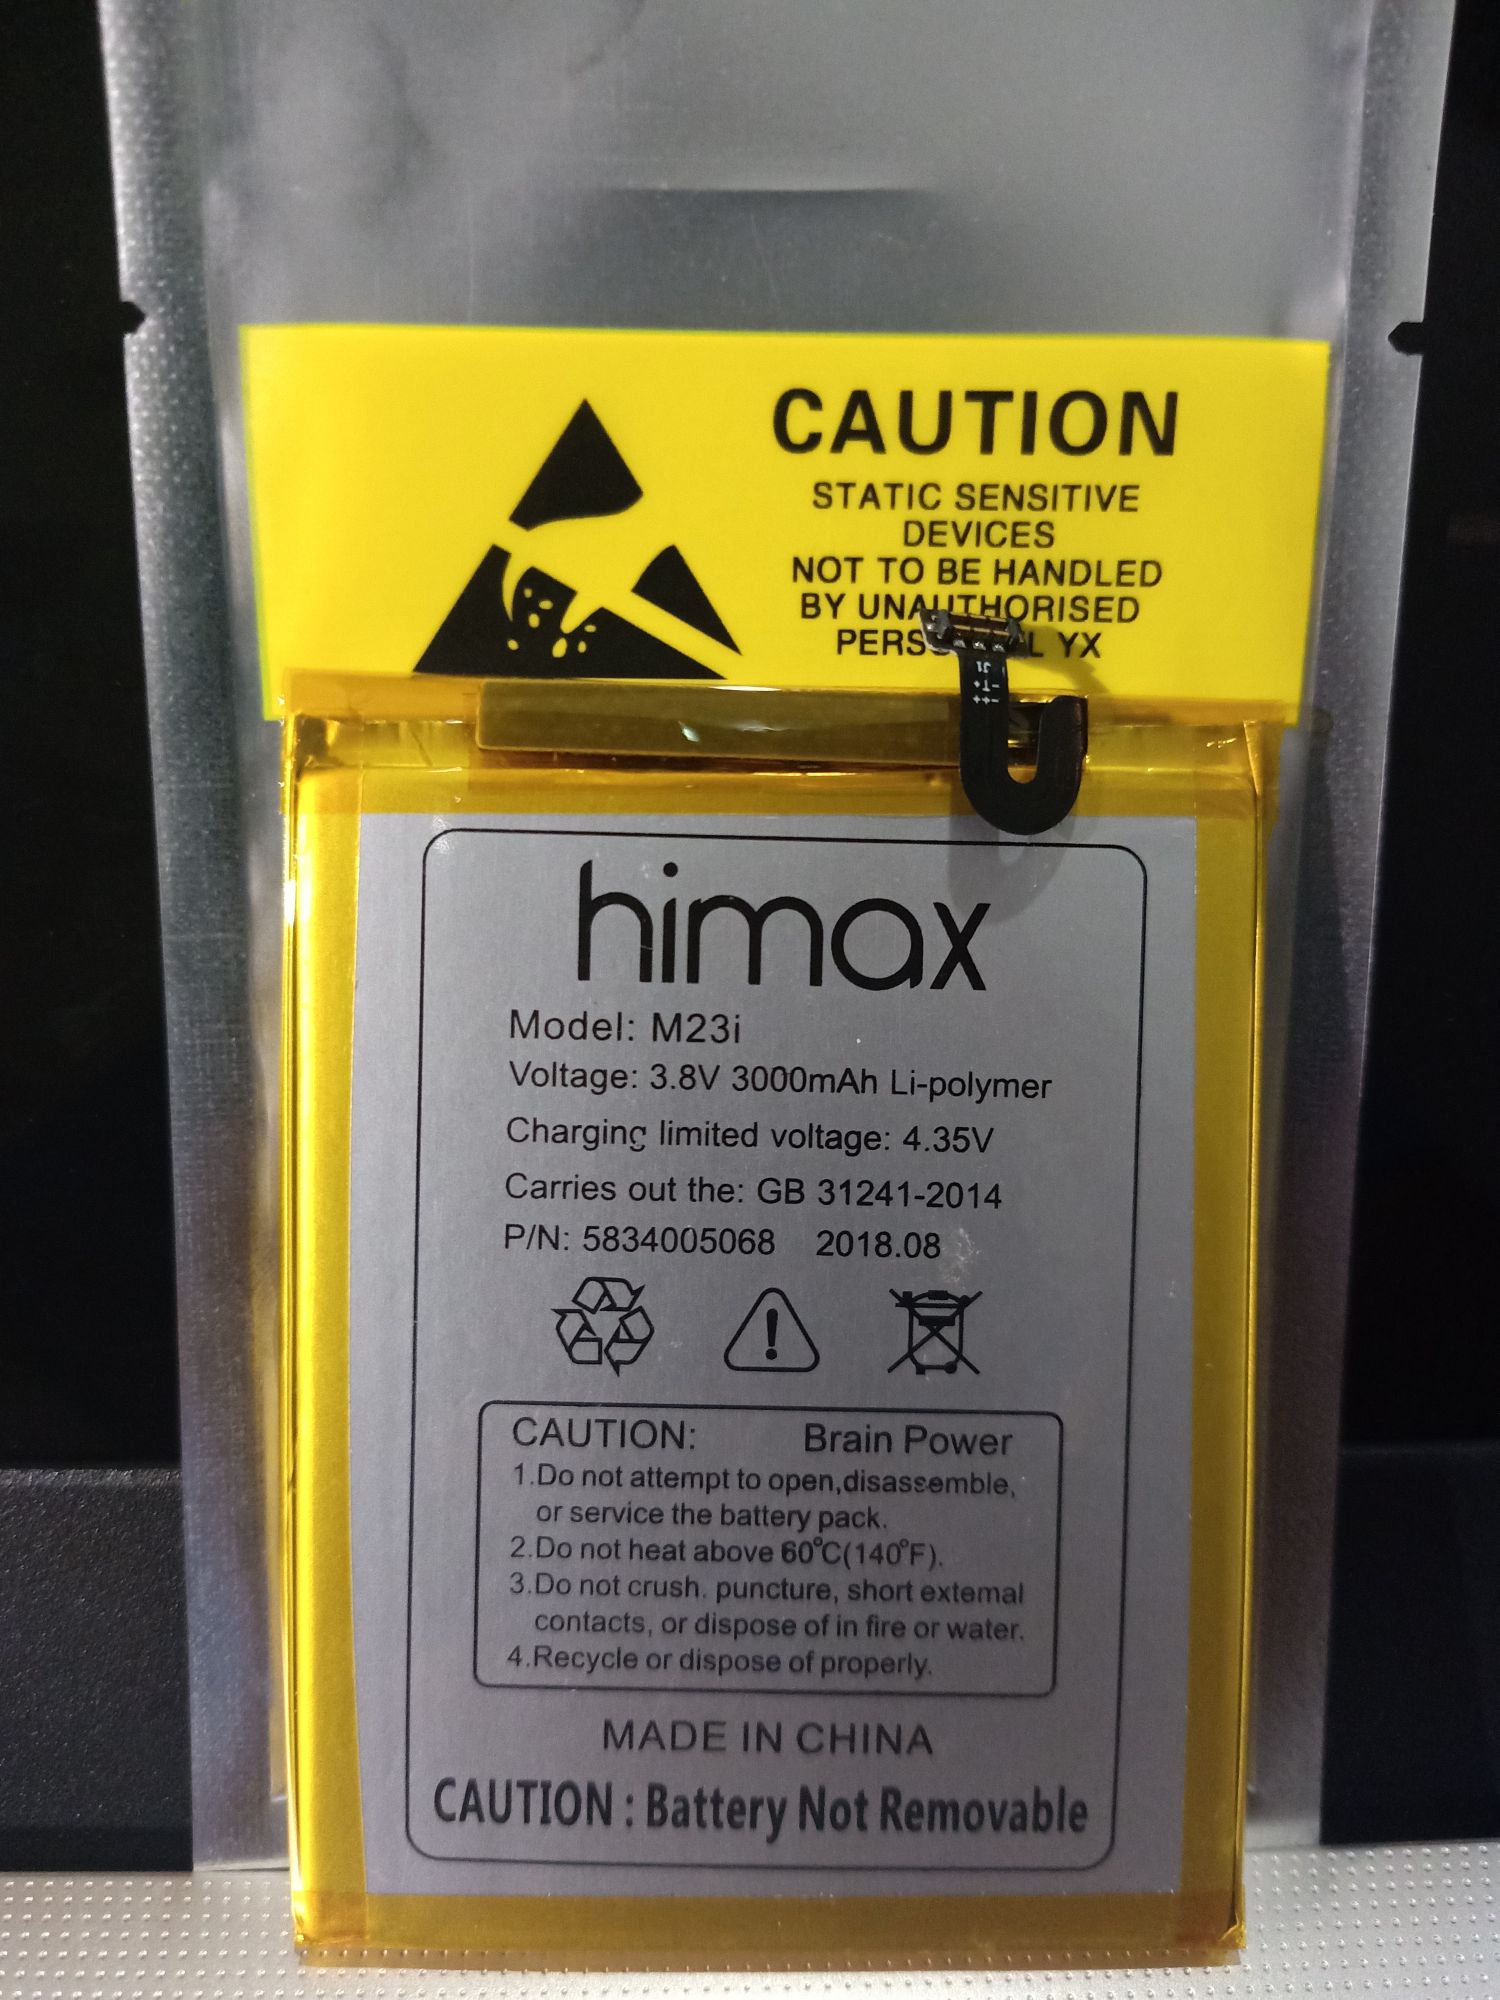 CAUTION
STATIC SENSITIVE
DEVICES
NOT TO BE HANDLED
BY UNAUTHORISED
YX
himax
Model: M23i
Voltage: 3.8V 3000mAh Li-polymer
Charging limited voltage: 4.35V
Carries out the: GB 31241-2014
P/N: 5834005068 2018.08
CAUTION: Brain Power
1.Do not attempt to open,disassemble,
or service the battery pack.
2.Do not heat above 60°C(140°F).
3.Do not crush, puncture, short external
contacts, or dispose of in fire or water.
4.Recycle or dispose of properly.
MADE IN CHINA
CAUTION : Battery Not Removable